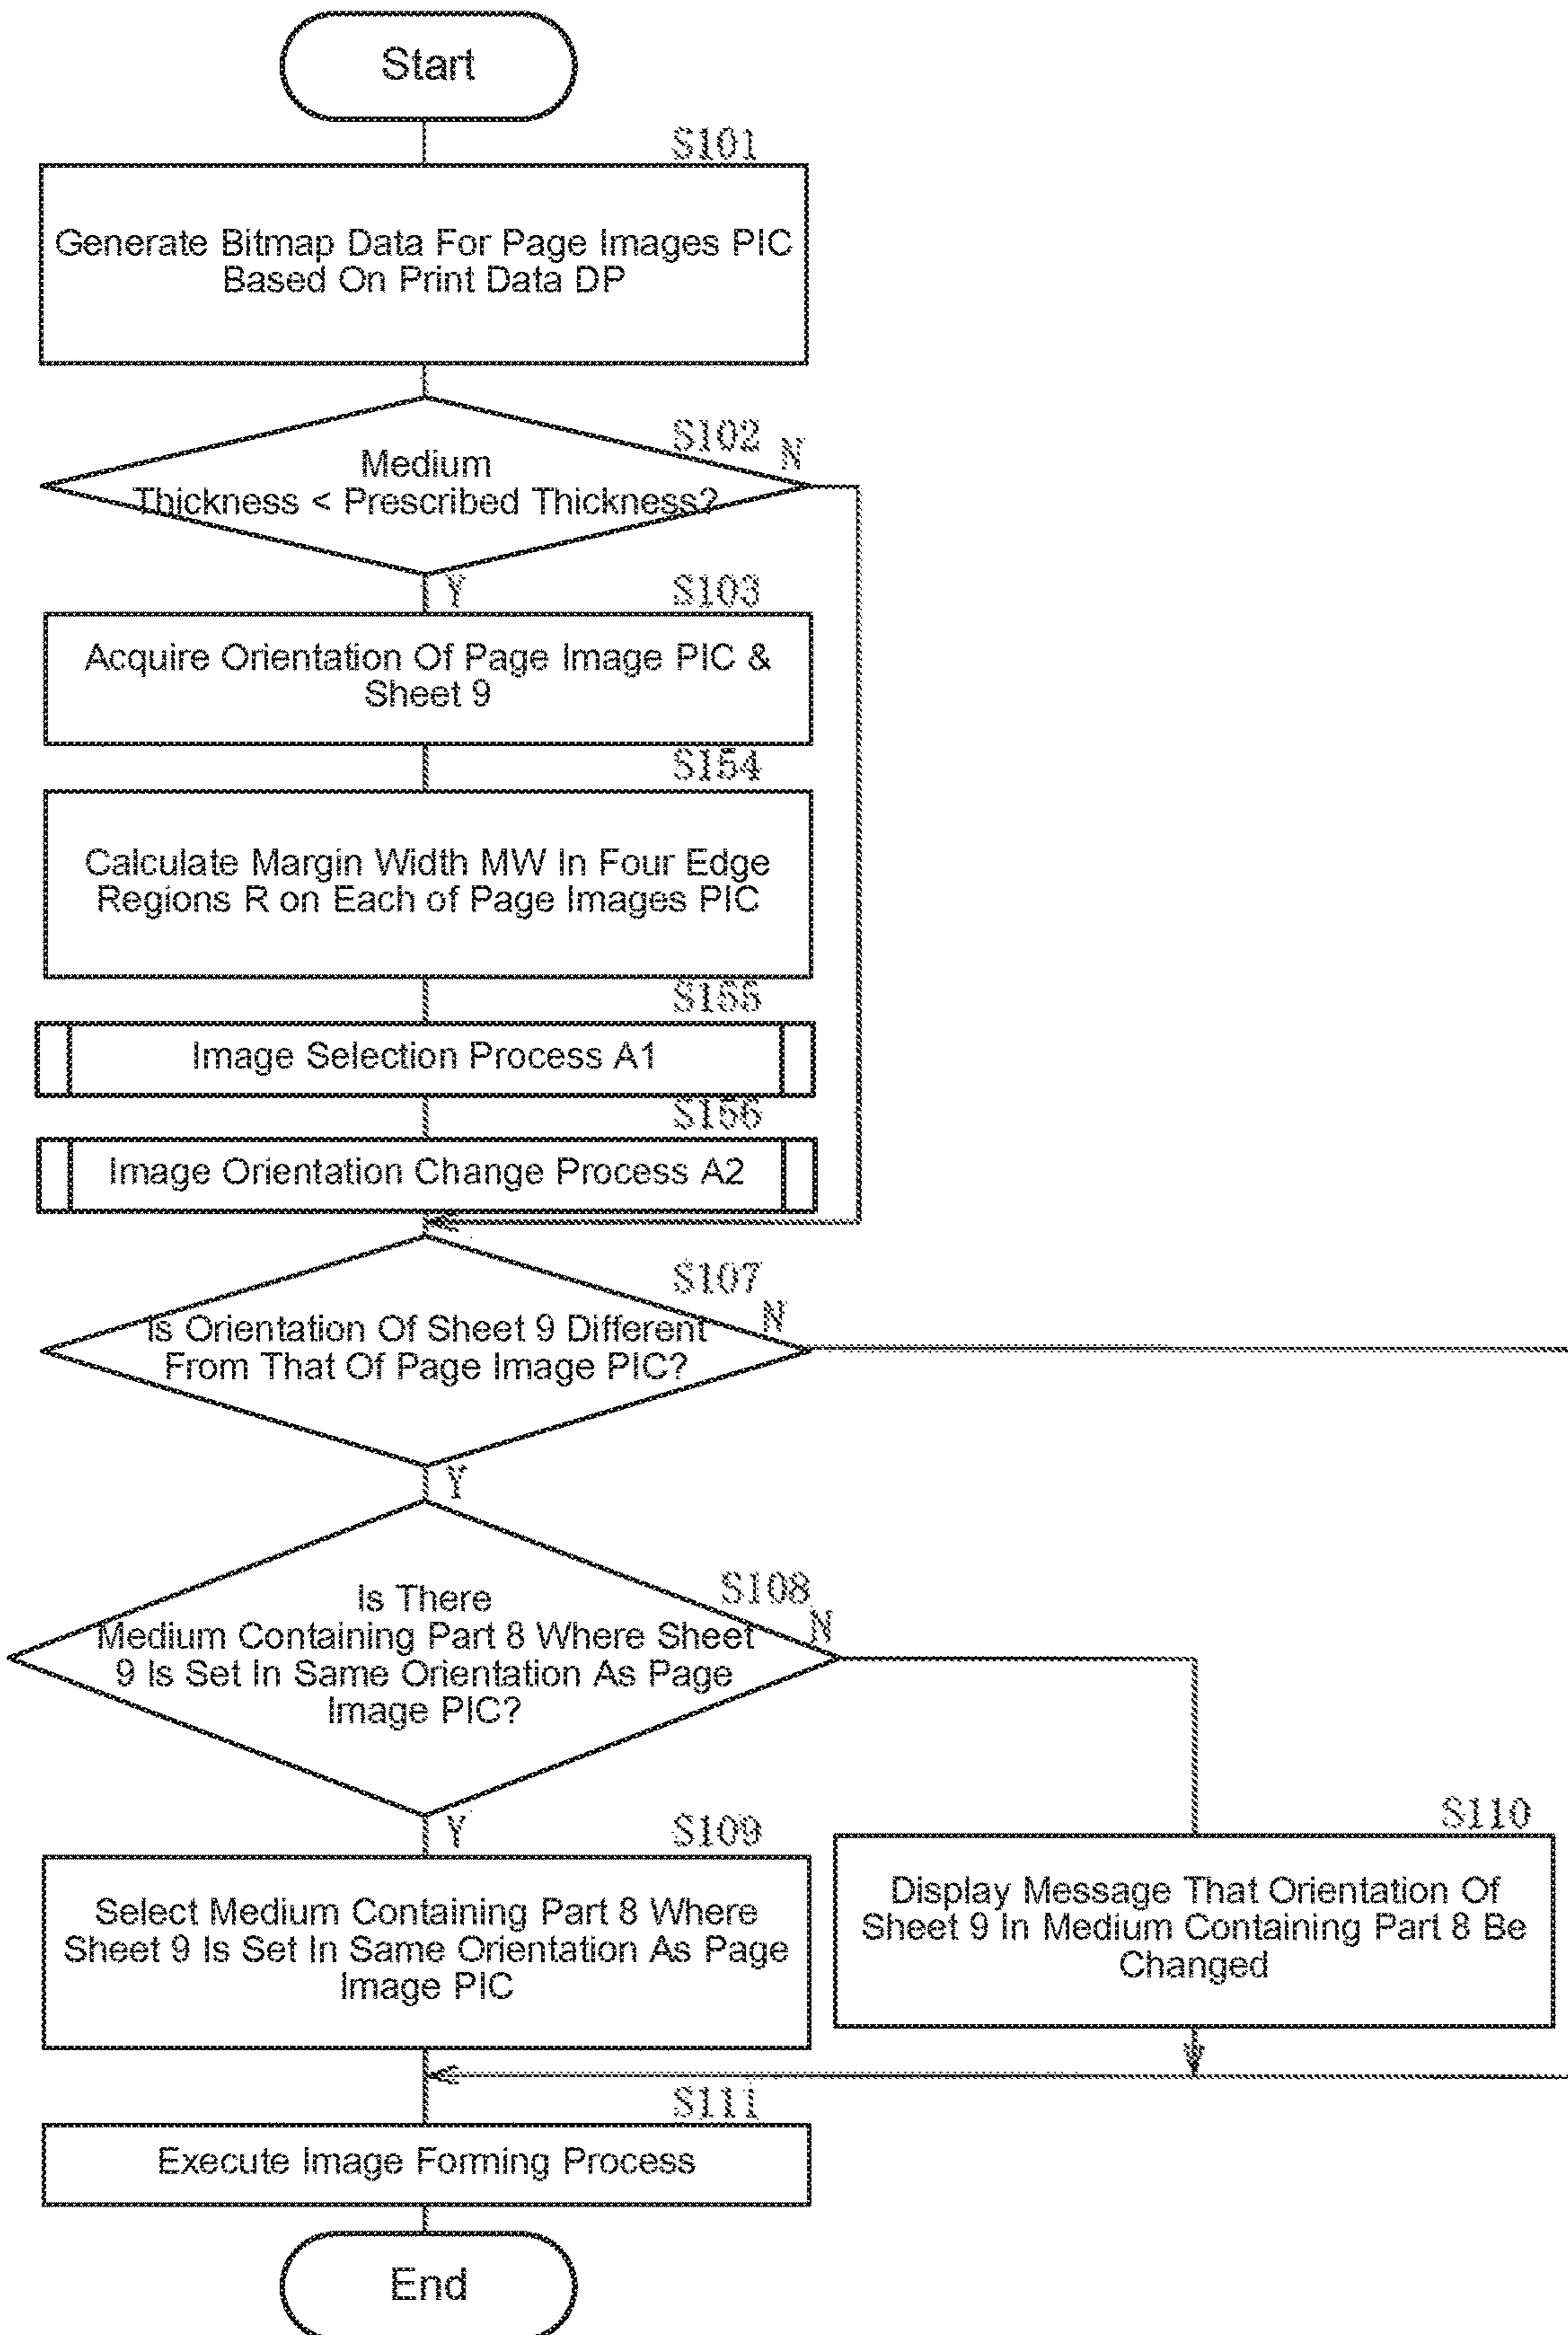 Start
S101
Generate Bitmap Data For Page Images PIC
Based On Print Data DP
S102
N
Medium
Thickness < Prescribed Thickness?
Y
S103
Acquire Orientation Of Page Image PIC &
Sheet 9
S154
Calculate Margin Width MW In Four Edge
Regions R on Each of Page Images PIC
S155
Image Selection Process A1
S156
Image Orientation Change Process A2
S107
N
Is Orientation Of Sheet 9 Different
From That Of Page Image PIC?
Y
S108
N
Is There
Medium Containing Part 8 Where Sheet
9 Is Set In Same Orientation As Page
Image PIC?
Y
S109
Select Medium Containing Part 8 Where
Sheet 9 Is Set In Same Orientation As Page
Image PIC
S110
Display Message That Orientation Of
Sheet 9 In Medium Containing Part 8 Be
Changed
S111
Execute Image Forming Process
End